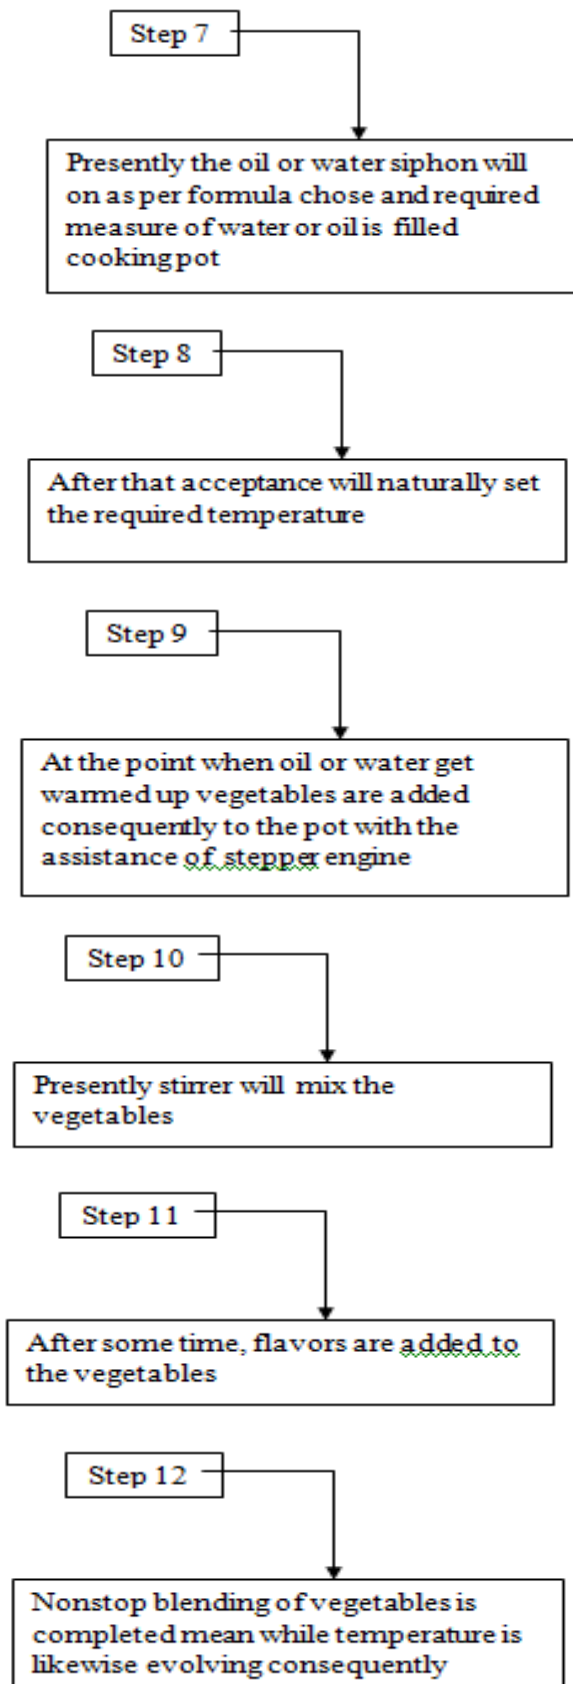 Step 7
Presently the oil or water siphon will
on as per formula chose and required
measure of water or oil is filled
cooking pot
Step 8
After that acceptance will naturally set
the required temperature
Step 9
At the point when oil or water get
warmed up vegetables are added
consequently to the pot with the
assistance of stepper engine
Step 10
Presently stirrer will mix the
vegetables
Step 11
After some time, flavors are added to
the vegetables
Step 12
Nonstop blending of vegetables is
completed mean while temperature is
likewise evolving consequently